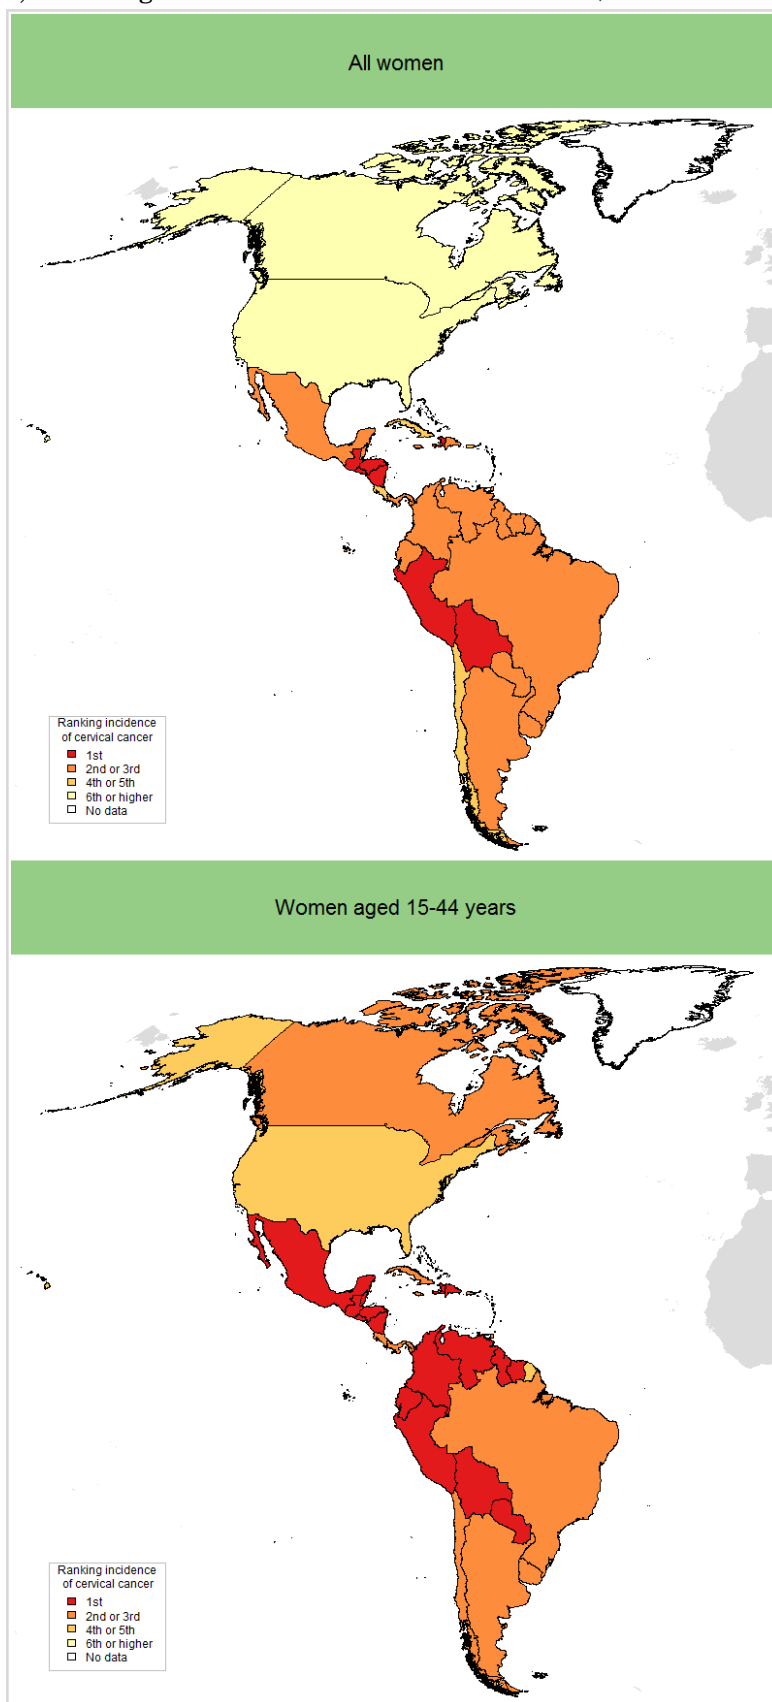 All women
Ranking incidence
of cervical cancer
1st
2nd or 3rd
4th or 5th
6th or higher
No data
Women aged 15-44 years
Ranking incidence
of cervical cancer
1st
2nd or 3rd
4th or 5th
6th or higher
No data